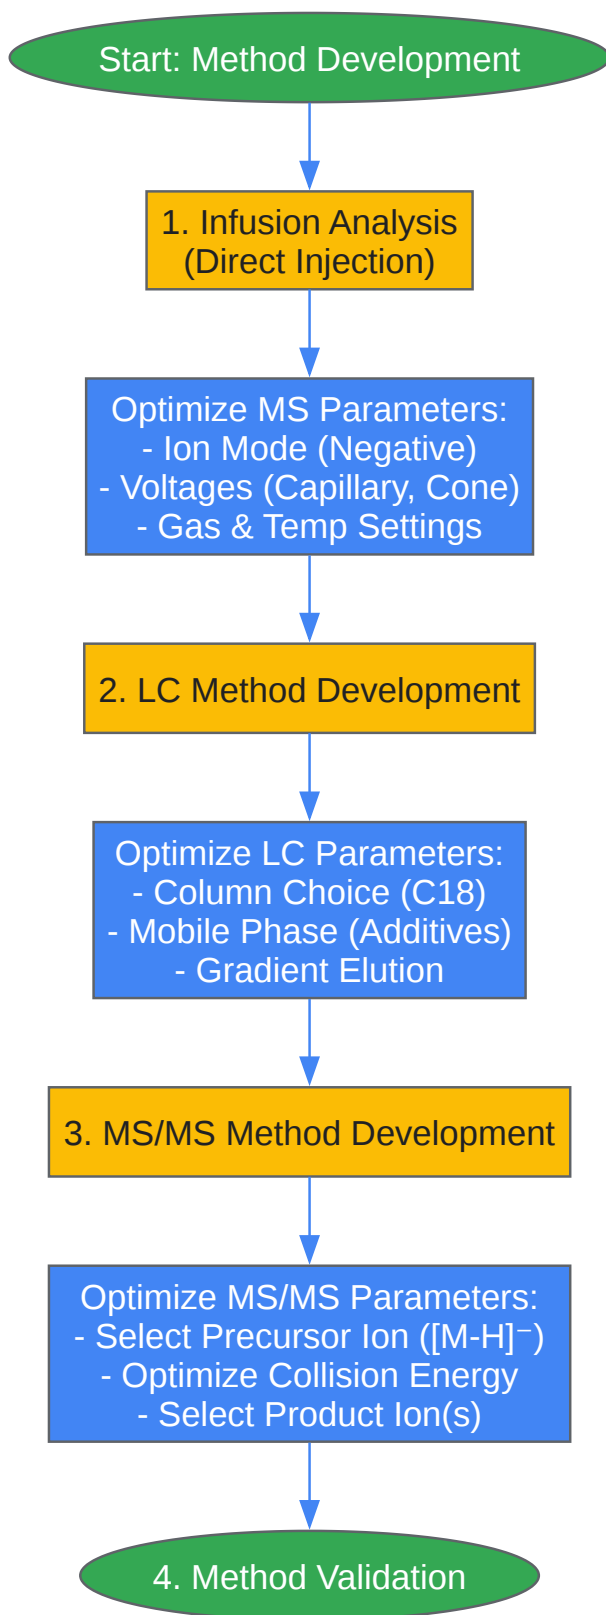 Start: Method Development
1. Infusion Analysis
(Direct Injection)
Optimize MS Parameters:
- Ion Mode (Negative)
- Voltages (Capillary, Cone)
- Gas & Temp Settings
2. LC Method Development
Optimize LC Parameters:
- Column Choice (C18)
- Mobile Phase (Additives)
- Gradient Elution
3. MS/MS Method Development
Optimize MS/MS Parameters:
- Select Precursor Ion ([M-H]⁻)
- Optimize Collision Energy
- Select Product Ion(s)
4. Method Validation